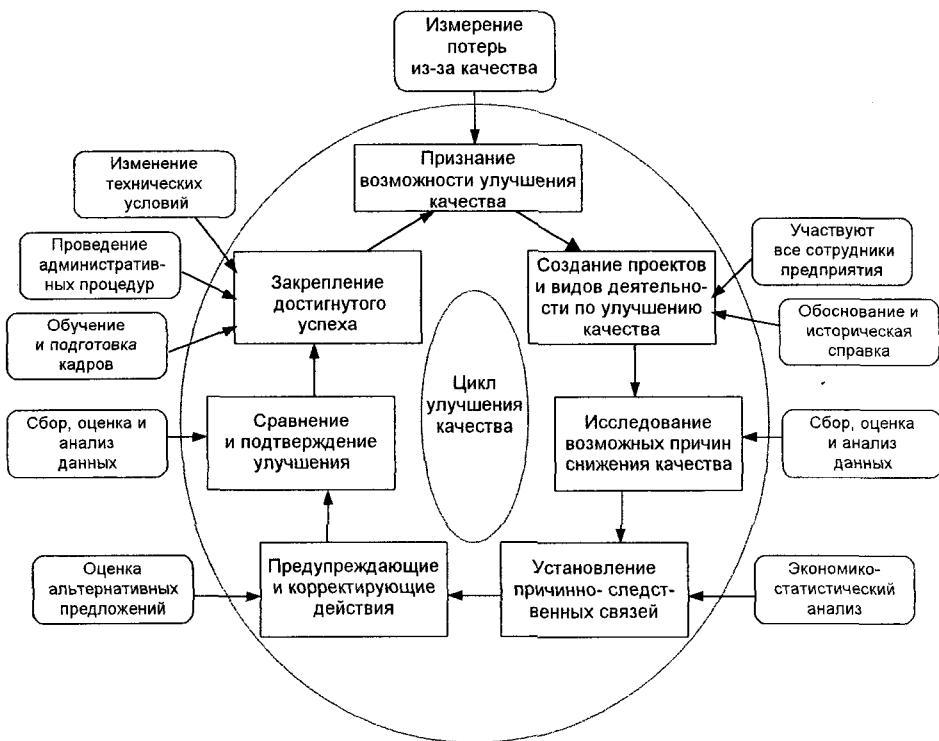 Измерение
потерь
из-за качества
Признание
возможности улучшения
качества
Изменение
технических
условий
Проведение
административ-
ных процедур
Обучение
и подготовка
кадров
Закрепление
достигнутого
успеха
Создание проектов
и видов деятельно-
сти по улучшению
качества
Участвуют
все сотрудники
предприятия
Обоснование и
историческая
справка
Цикл
улучшения
качества
Сбор, оценка и
анализ
данных
Сравнение
и подтверждение
улучшения
Исследование
возможных причин
снижения качества
Сбор, оценка
и анализ
данных
Оценка
альтернативных
предложений
Предупреждающие
и корректирующие
действия
Установление
причинно- следст-
венных связей
Экономико-
статистический
анализ